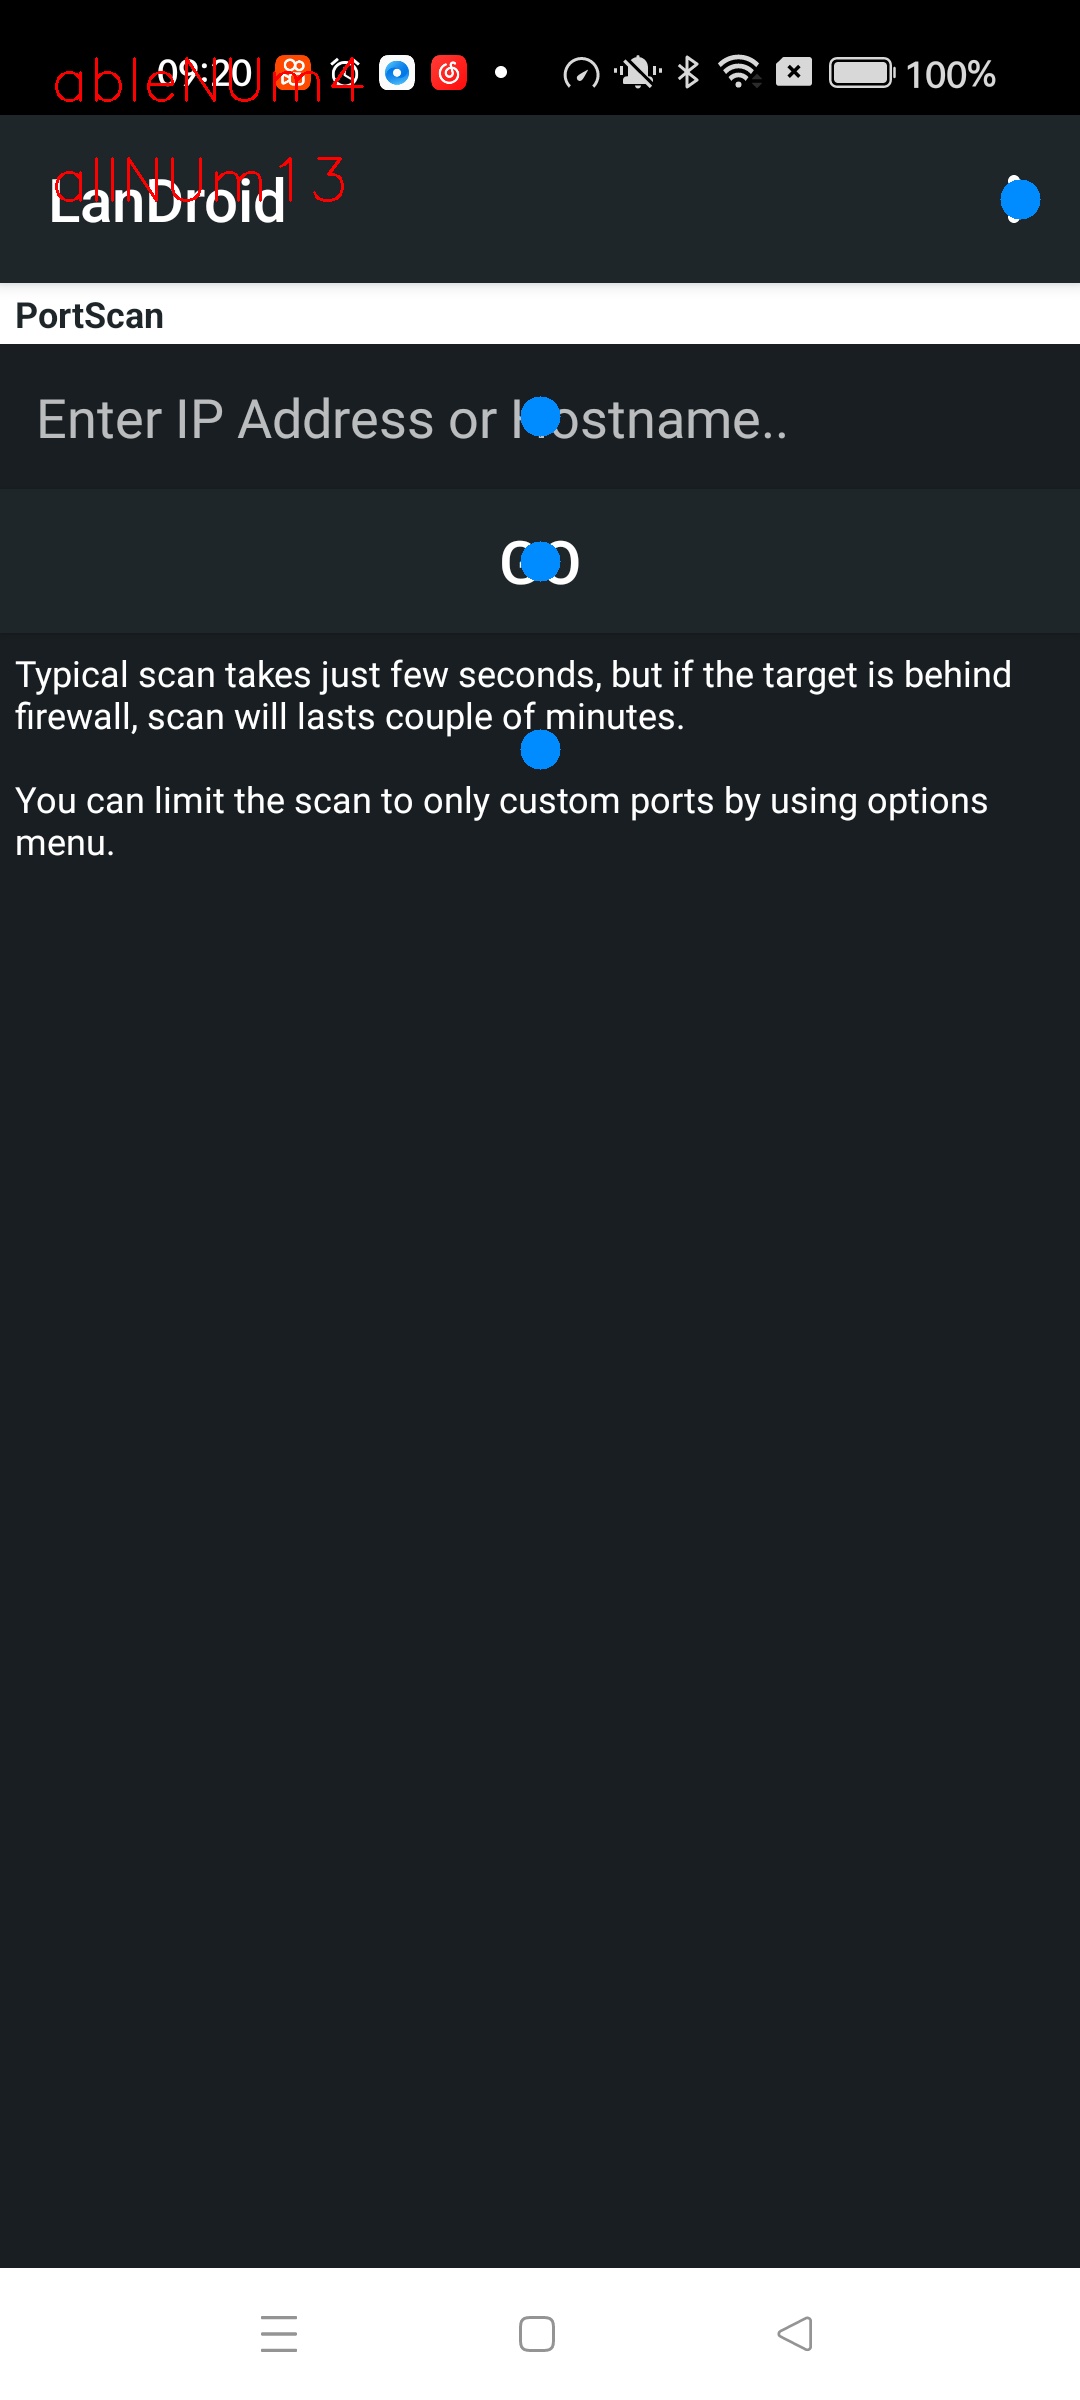 09:20
100%
ableNUm4
allNUm13
LanDroid
PortScan
Enter IP Address or Hostname..
GO
Typical scan takes just few seconds, but if the target is behind
firewall, scan will lasts couple of minutes.
You can limit the scan to only custom ports by using options
menu.